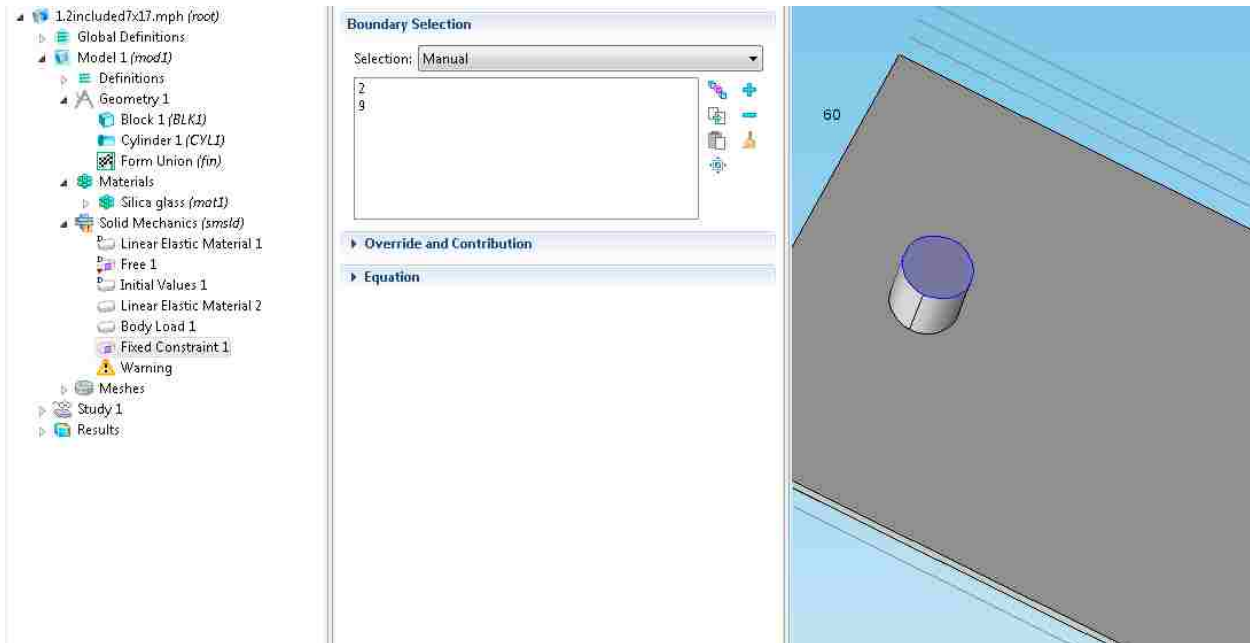 1.2included7x17.mph (root)
Global Definitions
Model 1 (mod1)
Definitions
Geometry 1
Block 1 (BLK1)
Cylinder 1 (CYL1)
Form Union (fin)
Materials
Silica glass (mat1)
Solid Mechanics (smsld)
Linear Elastic Material 1
Free 1
Initial Values 1
Linear Elastic Material 2
Body Load 1
Fixed Constraint 1
Warning
Meshes
Study 1
Results
Boundary Selection
Selection: Manual
2
9
Override and Contribution
Equation
60